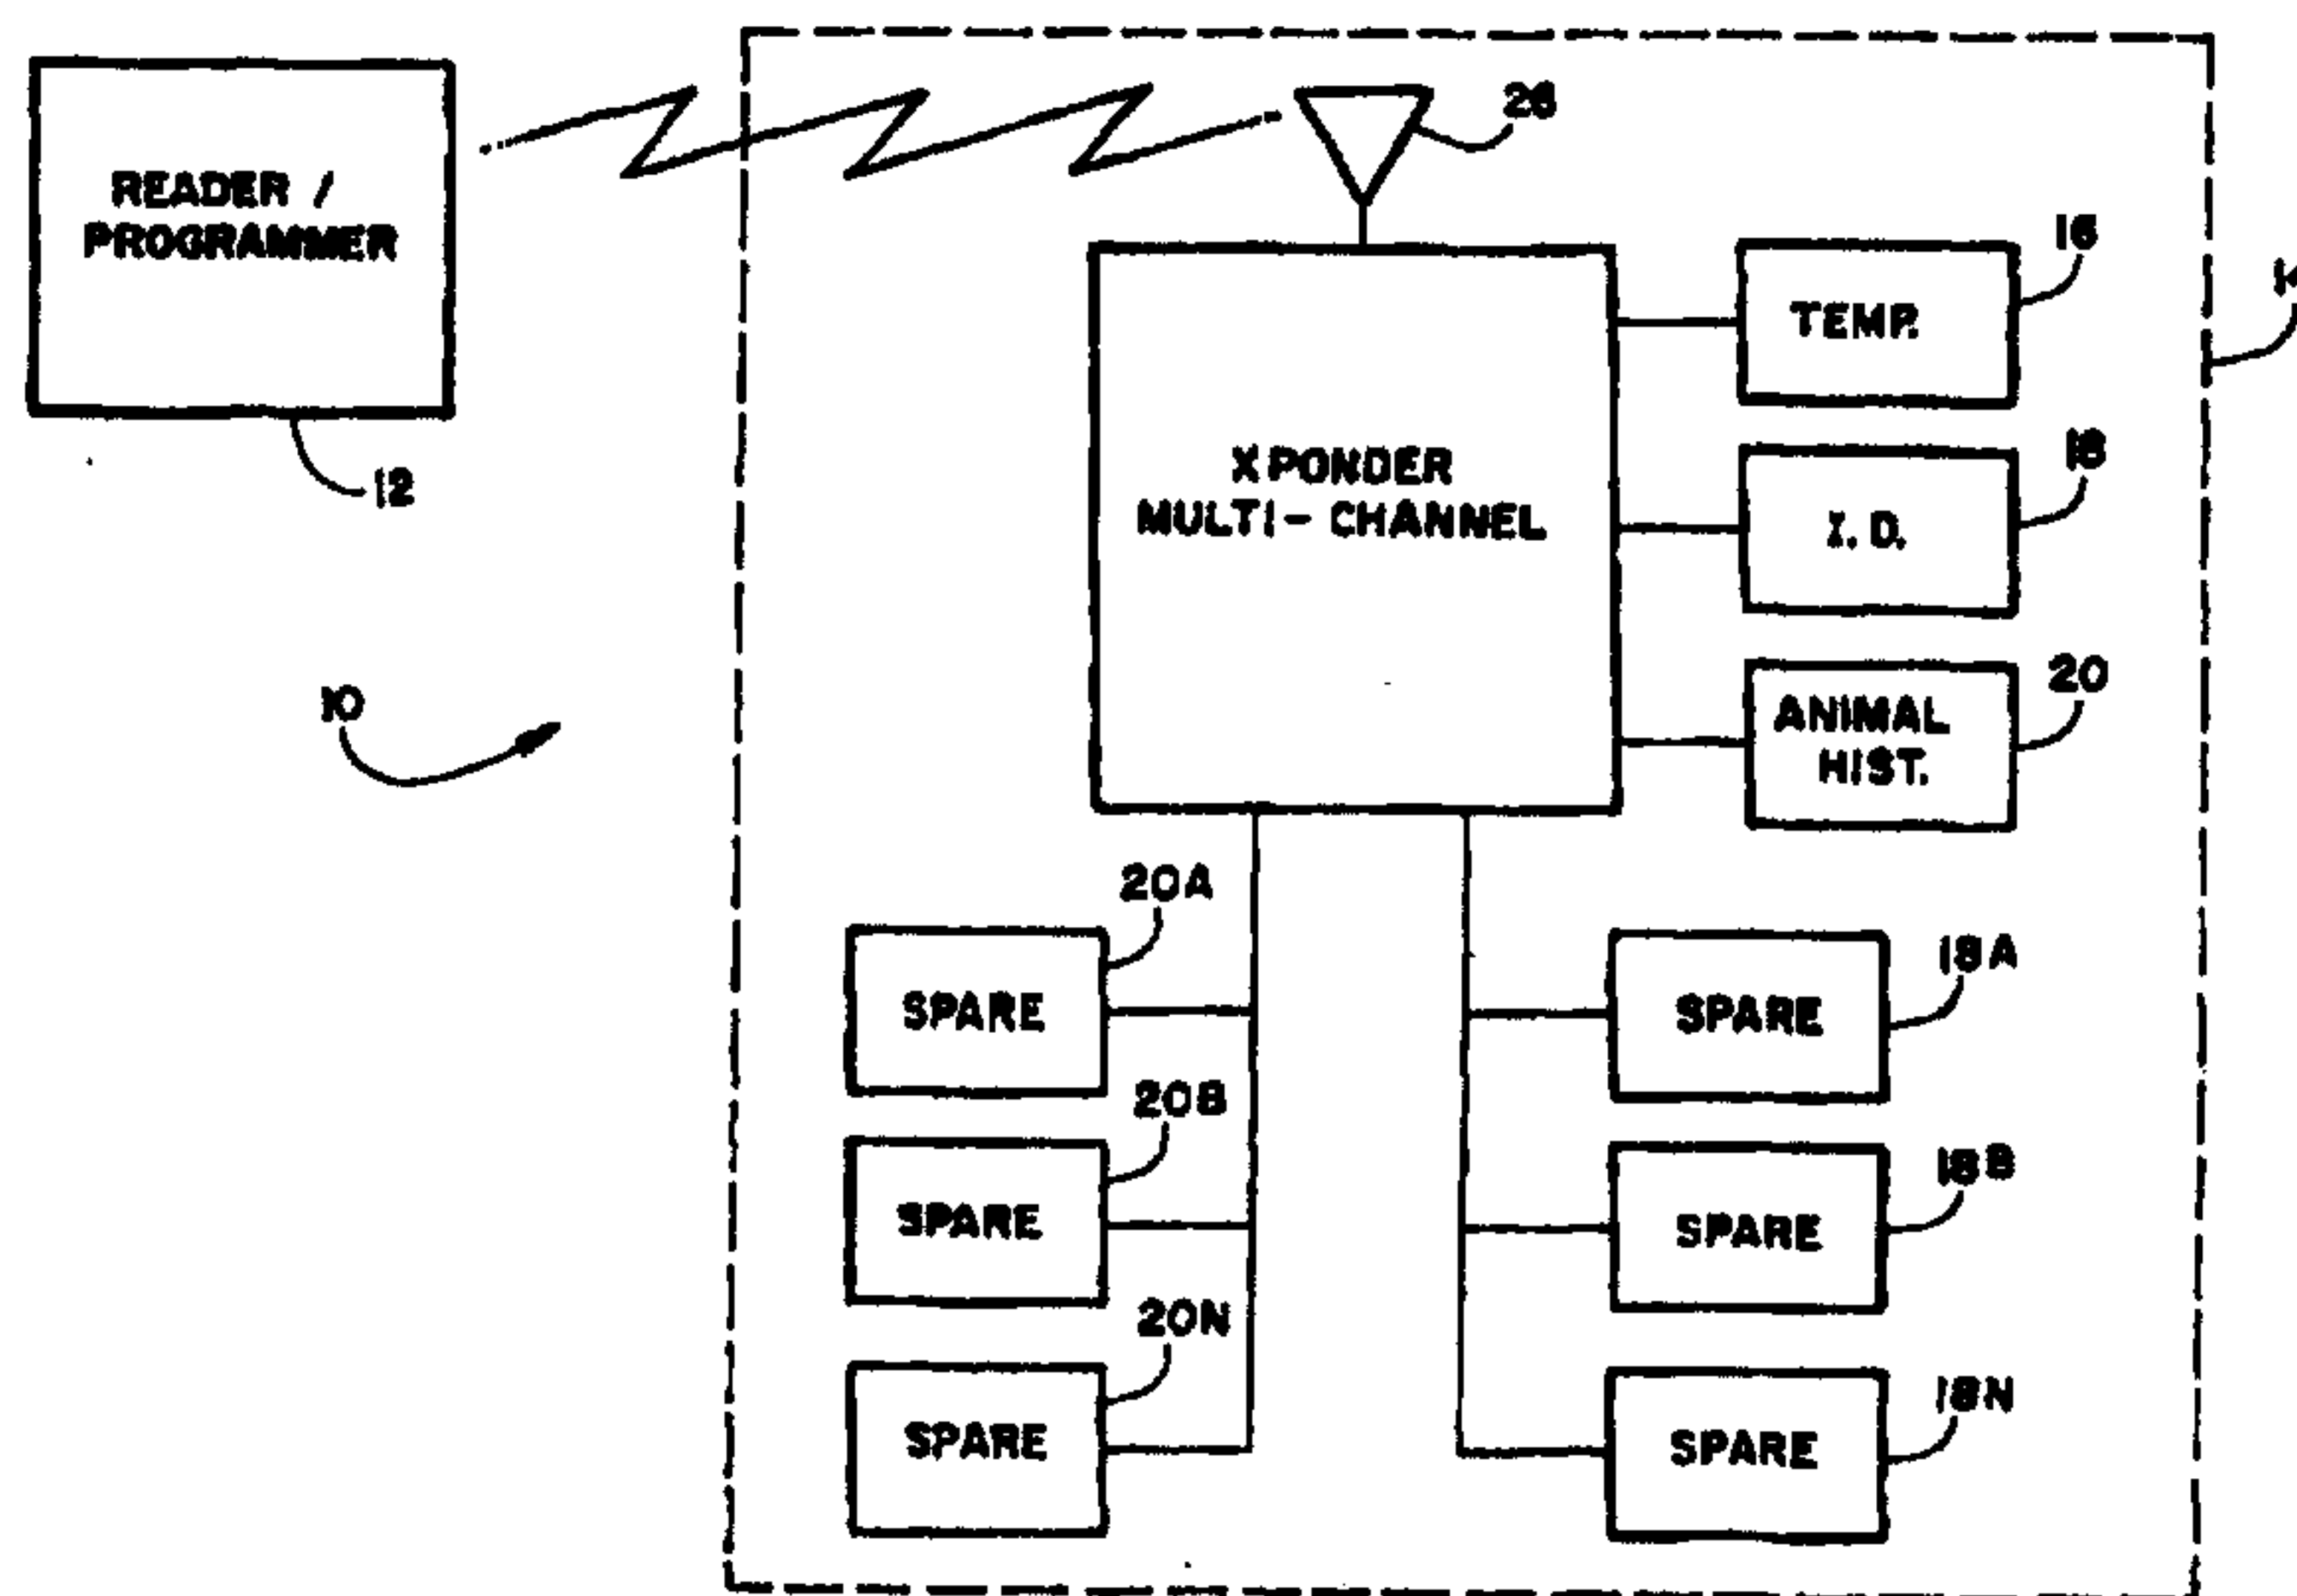 READER /
PROGRAMMER
12
10
26
XPONDER
MULTI-CHANNEL
TEMP.
16
I.D.
18
ANIMAL
HIST.
20
SPARE
20A
SPARE
20B
SPARE
20N
SPARE
18A
SPARE
18B
SPARE
18N